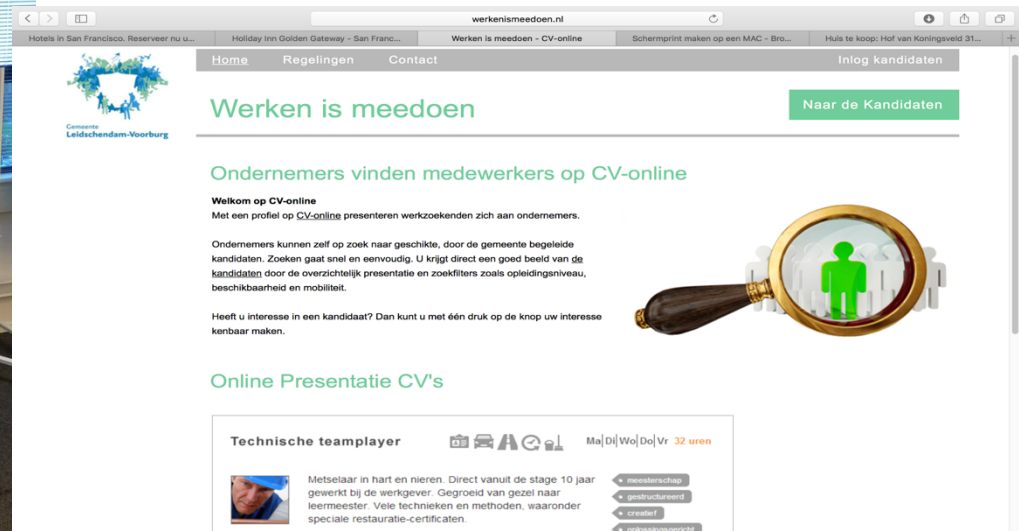 werkenismeedoen.nl
Hotels in San Francisco. Reserveer nu u...
Holiday Inn Golden Gateway - San Franc...
Werken is meedoen - CV-online
Schermprint maken op een MAC - Bro...
Huis te koop: Hof van Koningsveld 31...
Home Regelingen Contact Inlog kandidaten
Gemeente
Leidschendam-Voorburg
Werken is meedoen
Naar de Kandidaten
Ondernemers vinden medewerkers op CV-online
Welkom op CV-online
Met een profiel op CV-online presenteren werkzoekenden zich aan ondernemers.
Ondernemers kunnen zelf op zoek naar geschikte, door de gemeente begeleide
kandidaten. Zoeken gaat snel en eenvoudig. U krijgt direct een goed beeld van de
kandidaten door de overzichtelijk presentatie en zoekfilters zoals opleidingsniveau,
beschikbaarheid en mobiliteit.
Heeft u interesse in een kandidaat? Dan kunt u met één druk op de knop uw interesse
kenbaar maken.
Online Presentatie CV's
Technische teamplayer
Ma|Di|Wo|Do|Vr 32 uren
Metselaar in hart en nieren. Direct vanuit de stage 10 jaar
gewerkt bij de werkgever. Gegroeid van gezel naar
leermeester. Vele technieken en methoden, waaronder
speciale restauratie-certificaten.
meesterschap
gestructureerd
creatief
oplossingsgericht